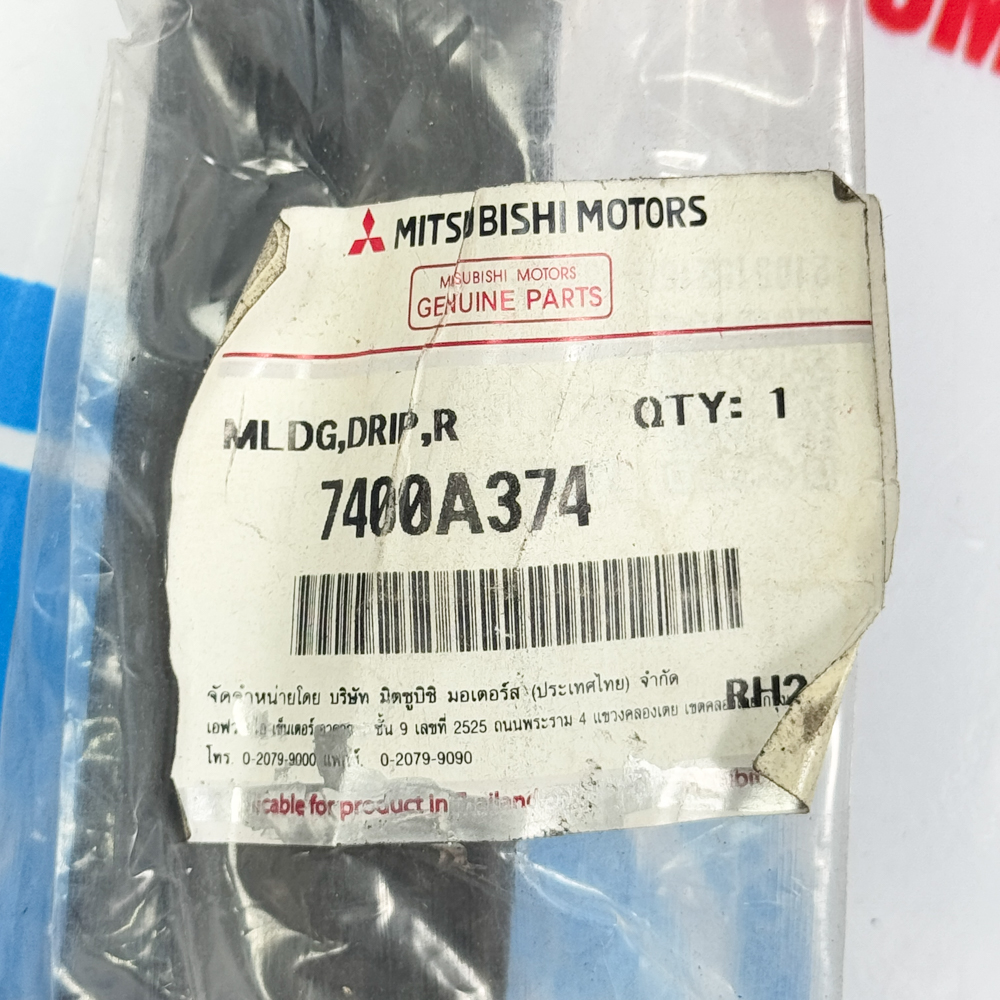 MITSUBISHI MOTORS
MISUBISHI MOTORS
GENUINE PARTS
MLDG,DRIP,R
QTY: 1
7400A374
จัดจำหน่ายโดย บริษัท มิตซูบิชิ มอเตอร์ส (ประเทศไทย) จำกัด
RH2
ชั้น 9 เลขที่ 2525 ถนนพระราม 4 แขวงคลองเตย
โทร. 0-2079-9000 0-2079-9090
for product in Thailand